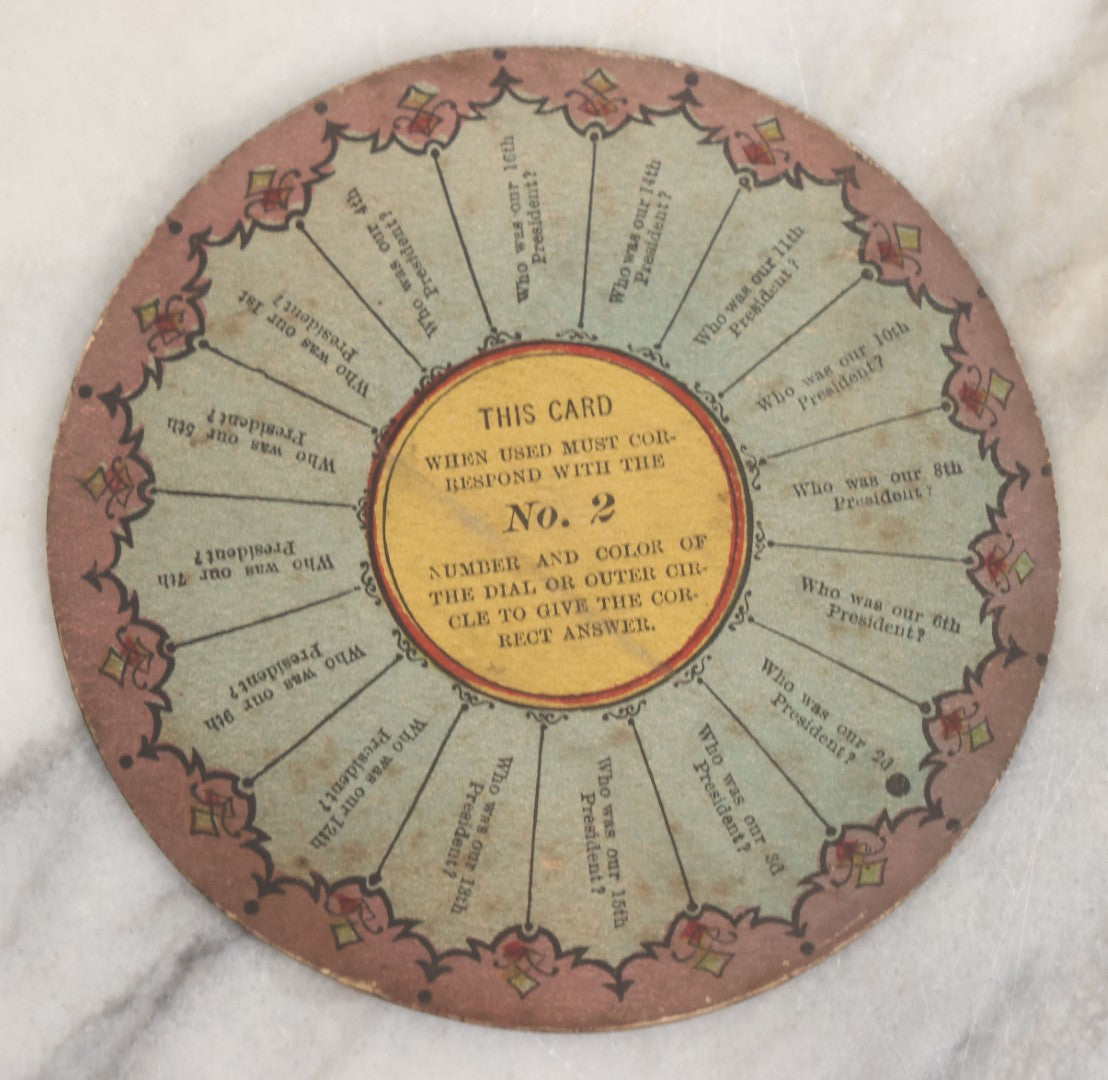 THIS CARD
WHEN USED MUST COR-
RESPOND WITH THE
No. 2
NUMBER AND COLOR OF
THE DIAL OR OUTER CIR-
CLE TO GIVE THE COR-
RECT ANSWER.
Who was our 16th
President?
Who was our 14th
President?
Who was our 11th
President?
Who was our 10th
President?
Who was our 8th
President?
Who was our 6th
President?
Who was our 2d
President?
Who was our 3d
President?
Who was our 15th
President?
Who was our 13th
President?
Who was our 12th
President?
Who was our 9th
President?
Who was our 7th
President?
Who was our 5th
President?
Who was our 1st
President?
Who was our 4th
President?